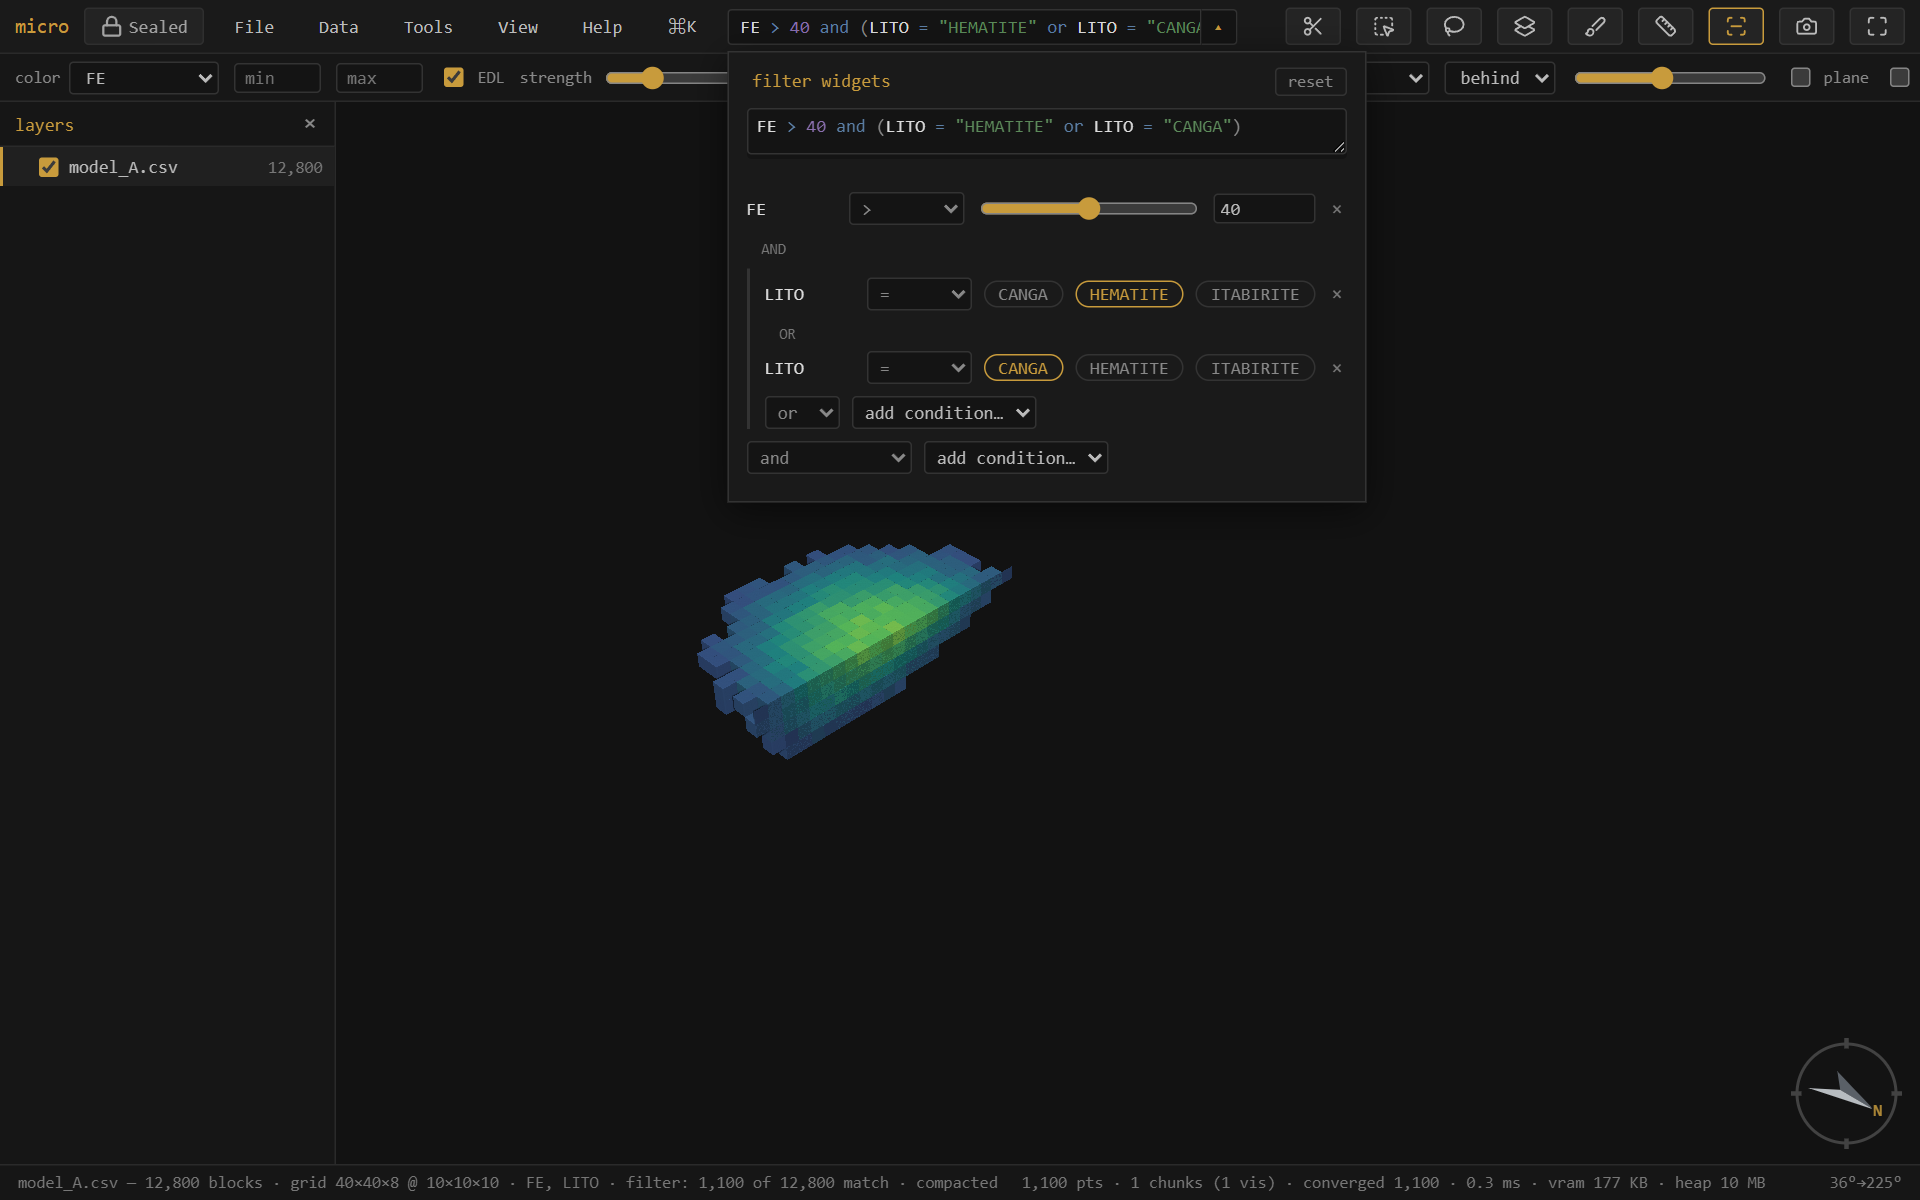 micro Sealed File Data Tools View Help ⌘K FE > 40 and (LITO = "HEMATITE" or LITO = "CANGA
color FE min max EDL strength behind plane
filter widgets reset
FE > 40 and (LITO = "HEMATITE" or LITO = "CANGA")
layers ×
model_A.csv 12,800
FE > 40 ×
AND
LITO = CANGA HEMATITE ITABIRITE ×
OR
LITO = CANGA HEMATITE ITABIRITE ×
or add condition…
and add condition…
N
model_A.csv — 12,800 blocks · grid 40×40×8 @ 10×10×10 · FE, LITO · filter: 1,100 of 12,800 match · compacted 1,100 pts · 1 chunks (1 vis) · converged 1,100 · 0.3 ms · vram 177 KB · heap 10 MB 36°→225°